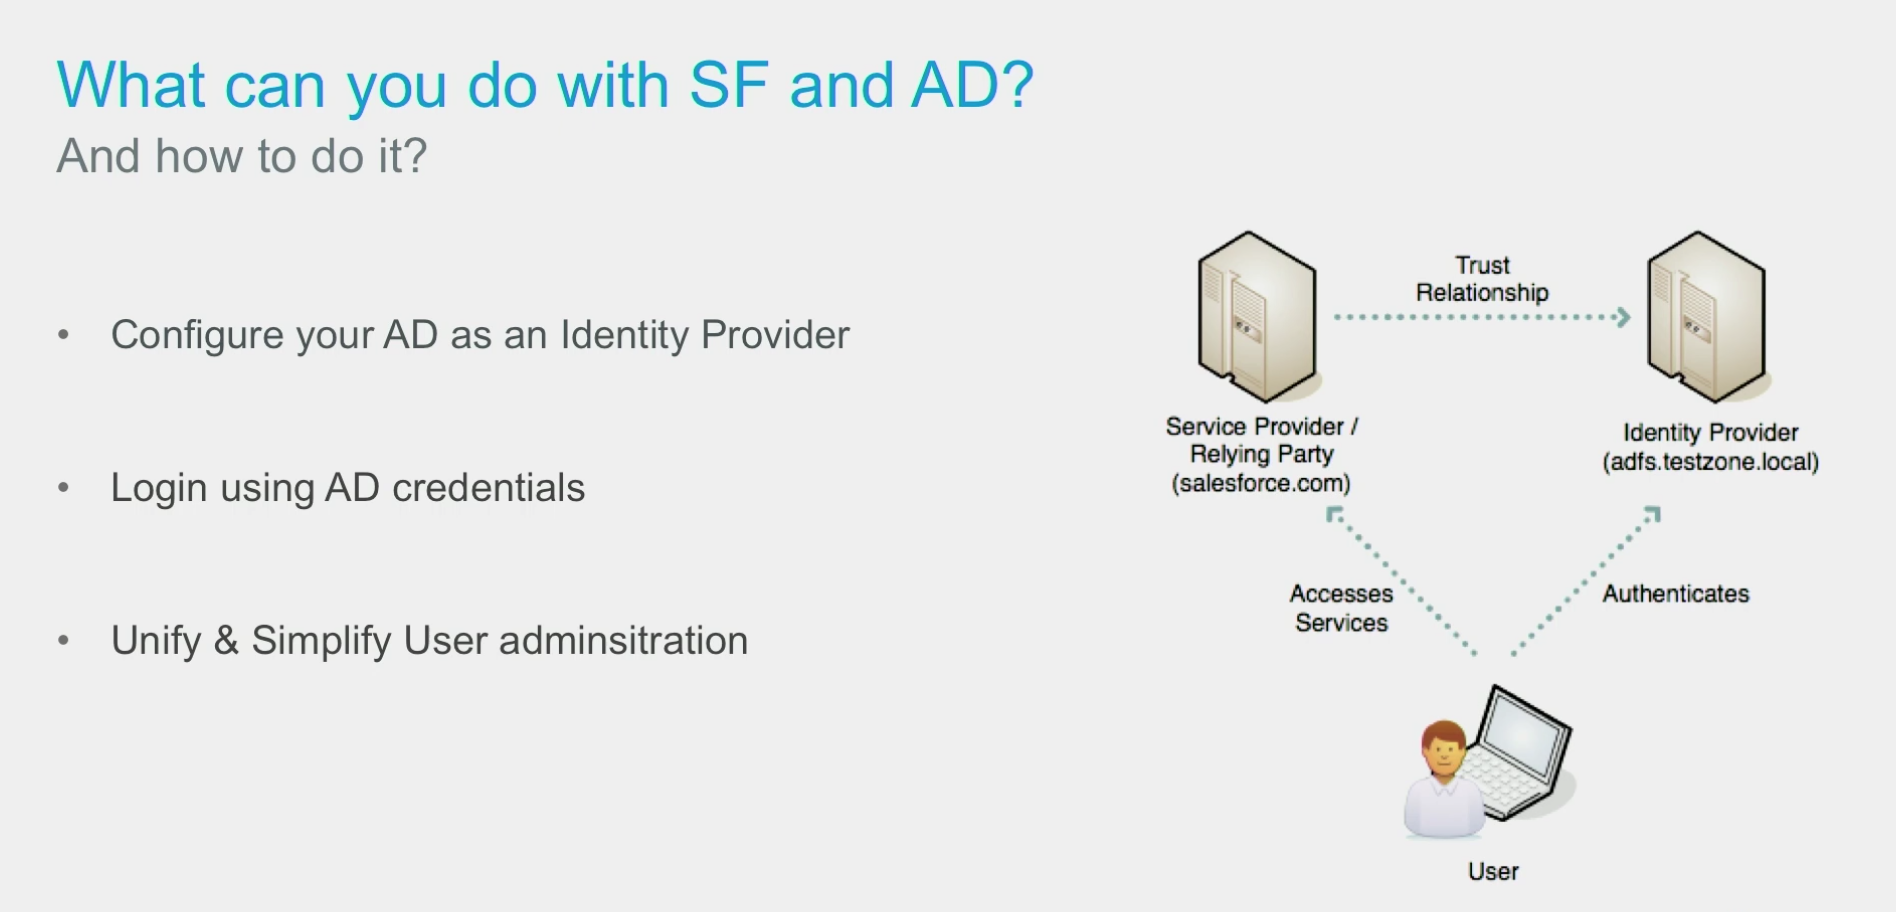 What can you do with SF and AD?
And how to do it?
• Configure your AD as an Identity Provider
• Login using AD credentials
• Unify & Simplify User adminsitration
Trust
Relationship
Service Provider /
Relying Party
(salesforce.com)
Identity Provider
(adfs.testzone.local)
Accesses
Services
Authenticates
User